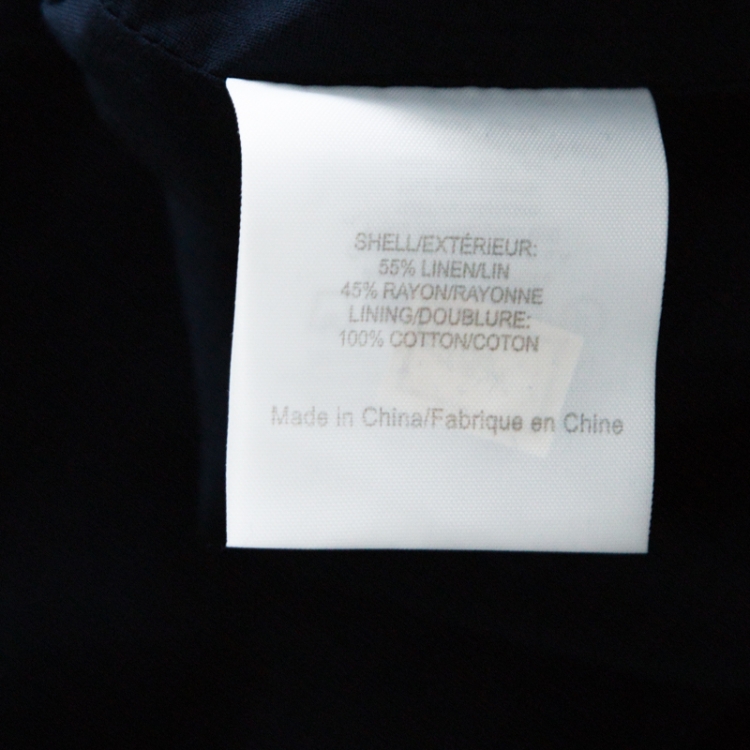 SHELL/EXTÉRIEUR:
55% LINEN/LIN
45% RAYON/RAYONNE
LINING/DOUBLURE:
100% COTTON/COTON
Made in China/Fabrique en Chine